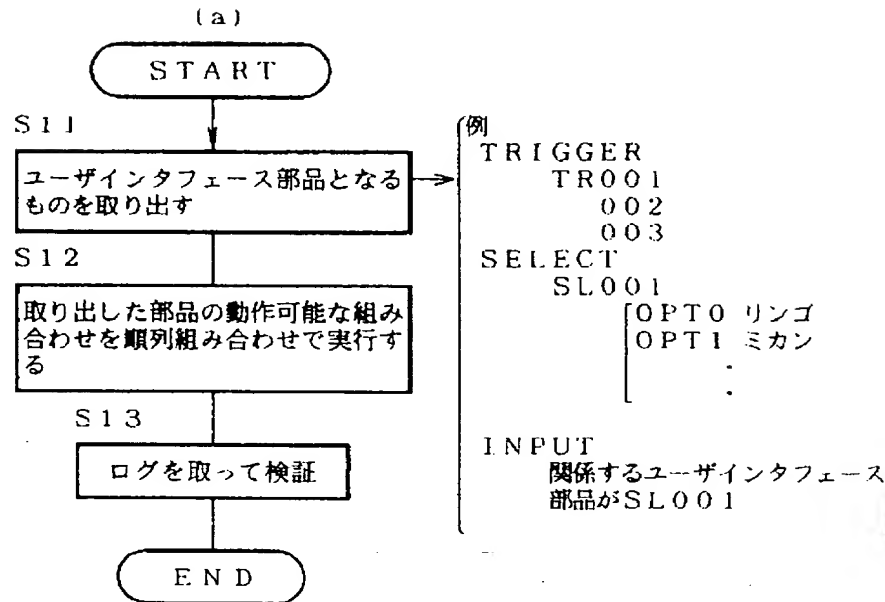 (a)
START
S11
ユーザインタフェース部品となる
ものを取り出す
S12
取り出した部品の動作可能な組み
合わせを順列組み合わせで実行す
る
S13
ログを取って検証
END
例
TRIGGER
TR001
002
003
SELECT
SL001
OPT0 リンゴ
OPT1 ミカン
・
・
INPUT
関係するユーザインタフェース
部品がSL001